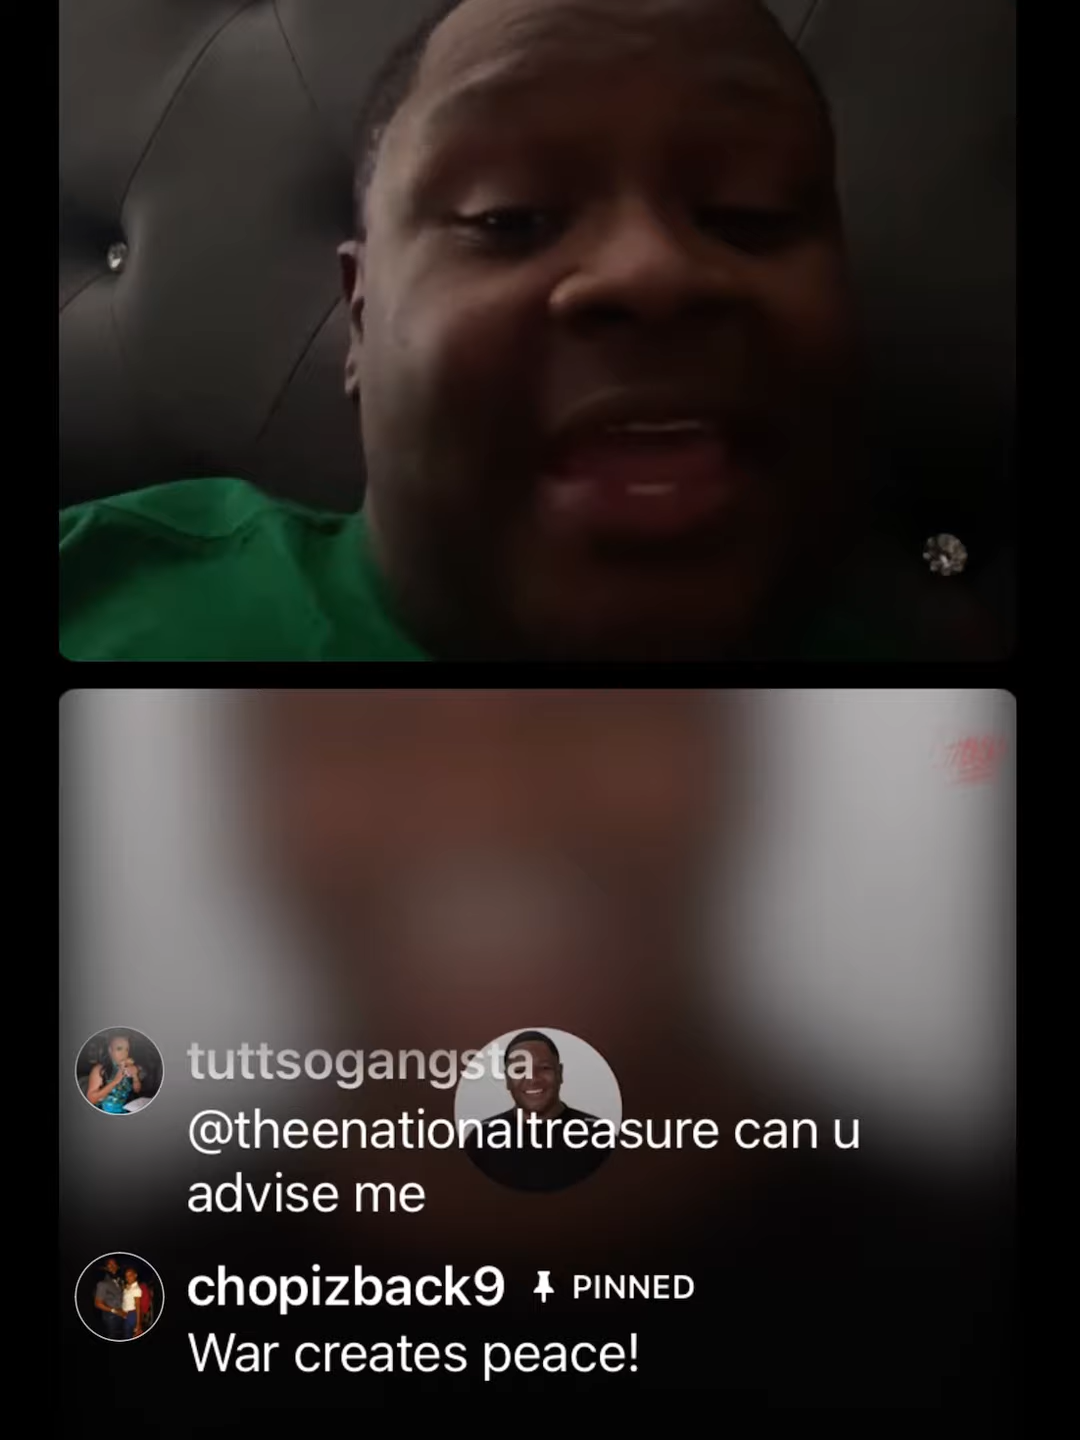 tuttsogangsta
@theenationaltreasure can u
advise me
chopizback9 PINNED
War creates peace!